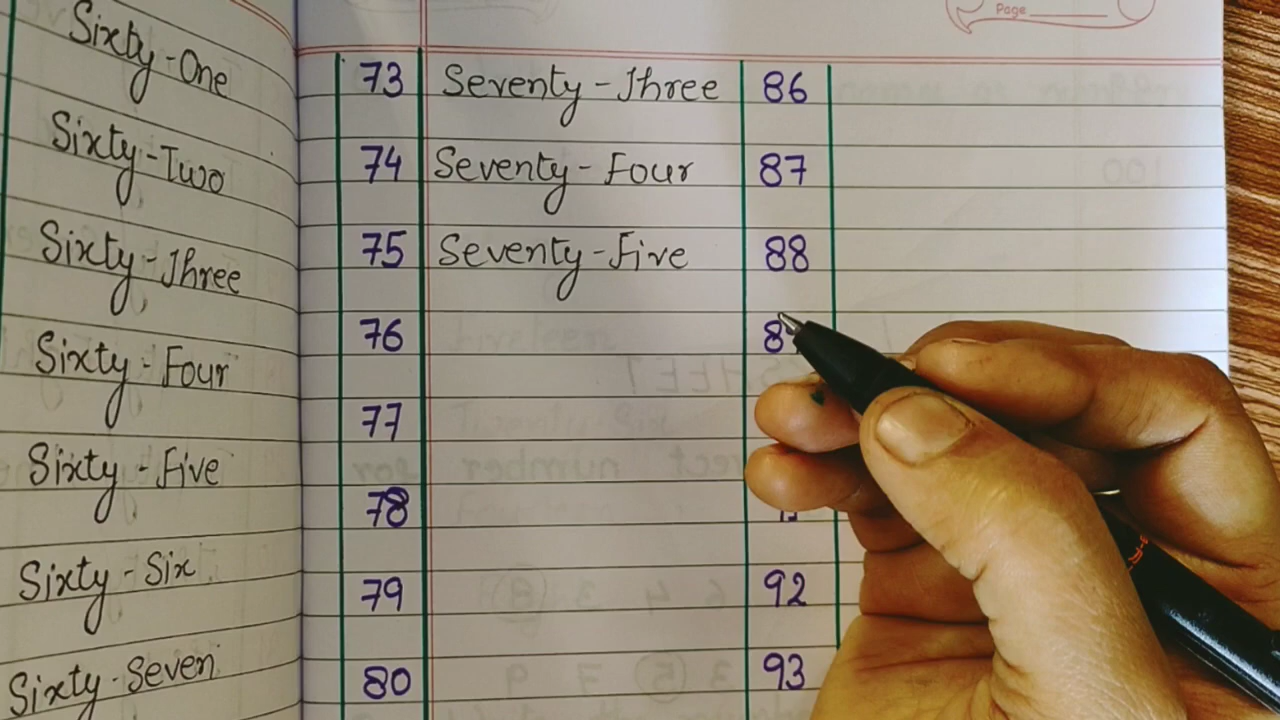 Page
Sixty-One
Sixty-Two
Sixty-Three
Sixty-Four
Sixty-Five
Sixty-Six
Sixty-Seven
73 Seventy-Three 86
74 Seventy-Four 87
75 Seventy-Five 88
76
77
78
79 92
80 93